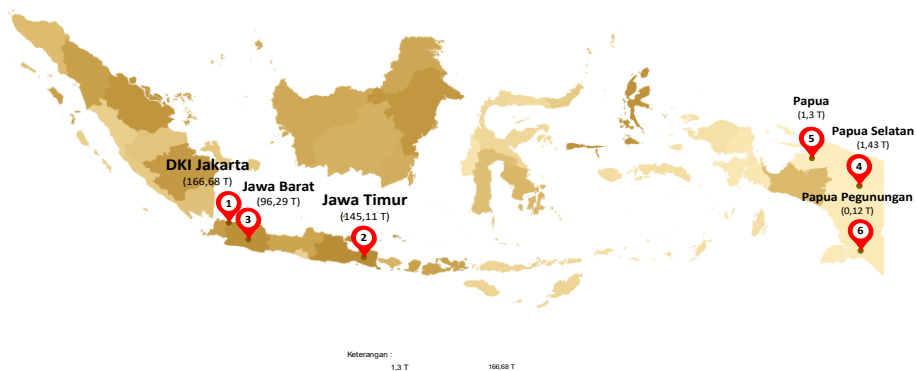 Papua
(1,3 T)
5
Papua Selatan
(1,43 T)
4
DKI Jakarta
(166,68 T)
1
Jawa Barat
(96,29 T)
3
Jawa Timur
(145,11 T)
2
Papua Pegunungan
(0,12 T)
6
Keterangan :
1,3 T
166,68 T